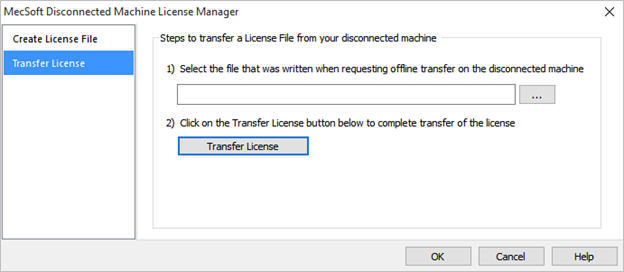 MecSoft Disconnected Machine License Manager
Create License File
Transfer License
Steps to transfer a License File from your disconnected machine
1) Select the file that was written when requesting offline transfer on the disconnected machine
...
2) Click on the Transfer License button below to complete transfer of the license
Transfer License
OK Cancel Help